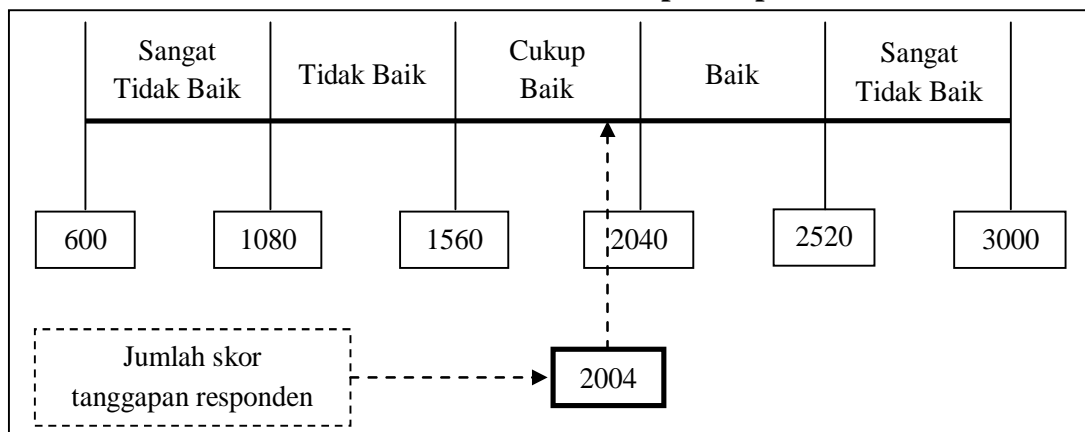 Sangat
Tidak Baik
Tidak Baik
Cukup
Baik
Baik
Sangat
Tidak Baik
600
1080
1560
2040
2520
3000
Jumlah skor
tanggapan responden
2004